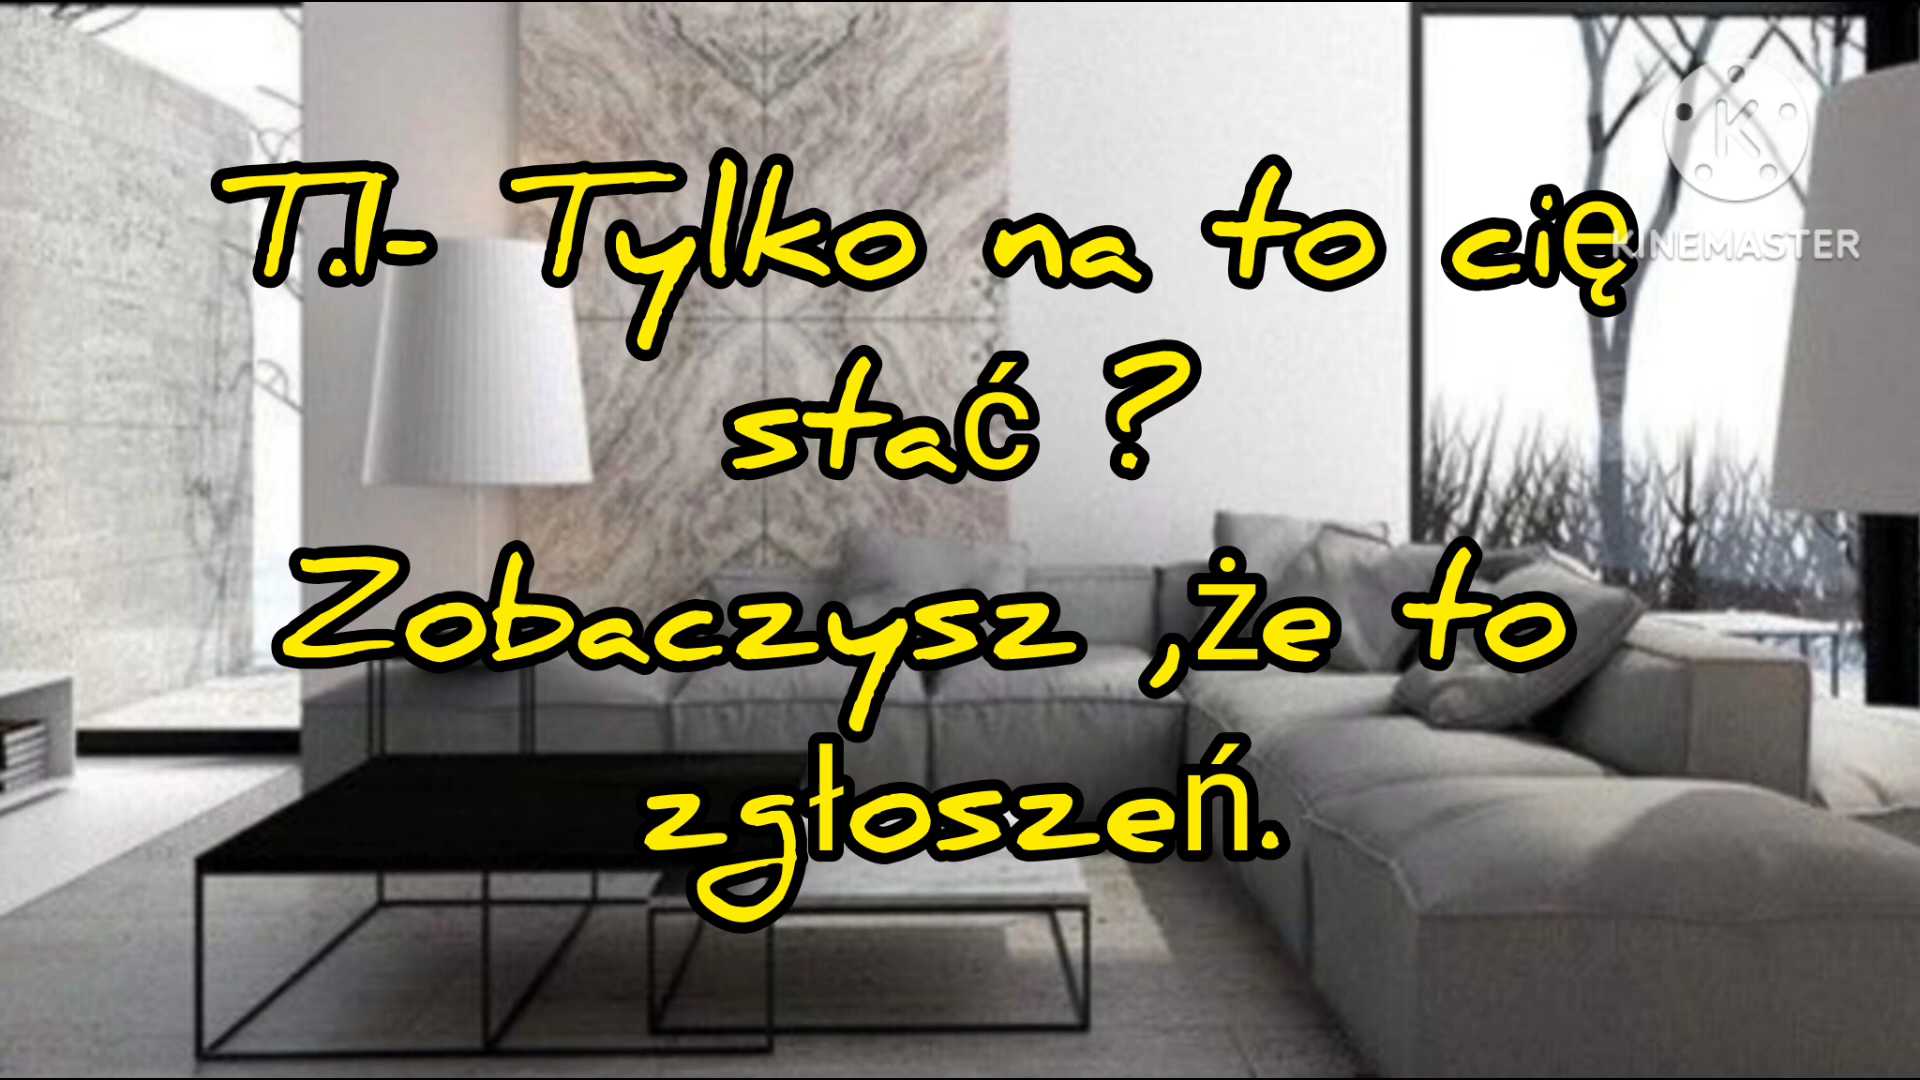 T.I- Tylko na to cię
stać ?
Zobaczysz ,że to
zgłoszeń.
K
KINEMASTER